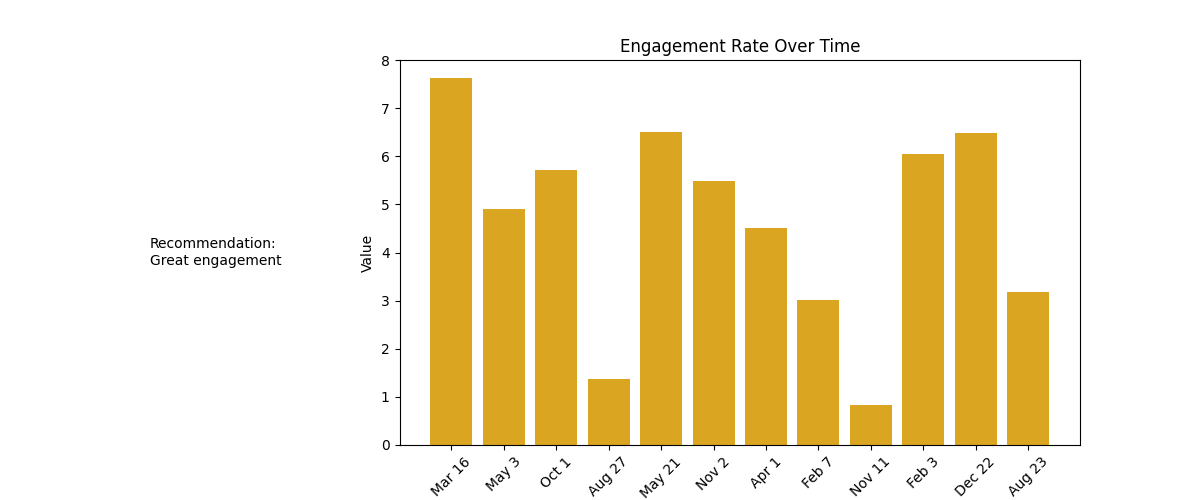 Engagement Rate Over Time
Recommendation:
Great engagement
Value
8
7
6
5
4
3
2
1
0
Mar 16
May 3
Oct 1
Aug 27
May 21
Nov 2
Apr 1
Feb 7
Nov 11
Feb 3
Dec 22
Aug 23